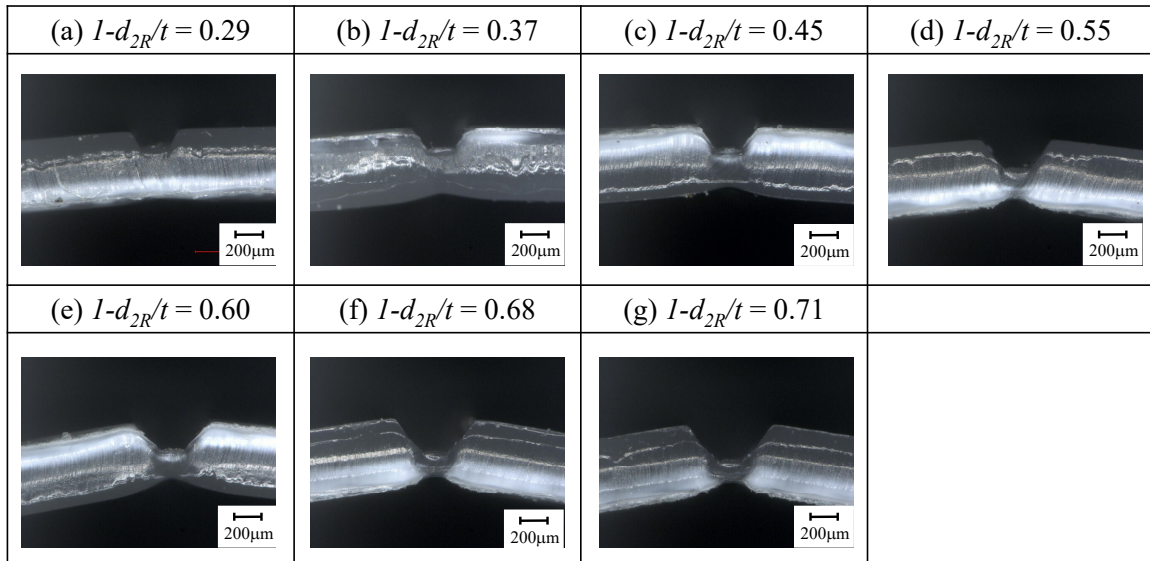 (a) 1-d2R/t = 0.29
(b) 1-d2R/t = 0.37
(c) 1-d2R/t = 0.45
(d) 1-d2R/t = 0.55
200μm
200μm
200μm
200μm
(e) 1-d2R/t = 0.60
(f) 1-d2R/t = 0.68
(g) 1-d2R/t = 0.71
200μm
200μm
200μm